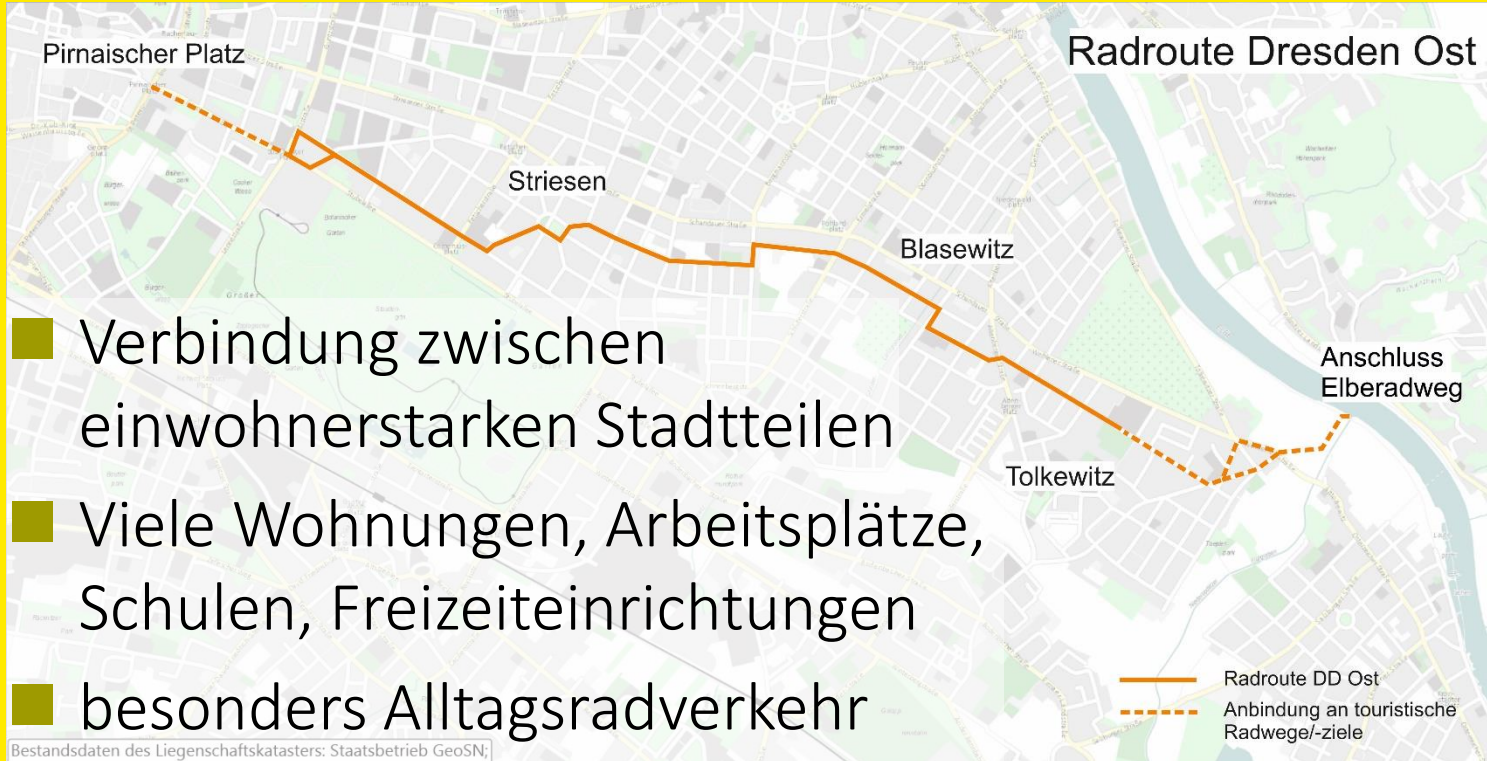 Pirnaischer Platz
Radroute Dresden Ost
Striesen
Blasewitz
Anschluss
Elberadweg
Tolkewitz
Verbindung zwischen
einwohnerstarken Stadtteilen
Viele Wohnungen, Arbeitsplätze,
Schulen, Freizeiteinrichtungen
besonders Alltagsradverkehr
Radroute DD Ost
Anbindung an touristische
Radwege/-ziele
Bestandsdaten des Liegenschaftskatasters: Staatsbetrieb GeoSN;